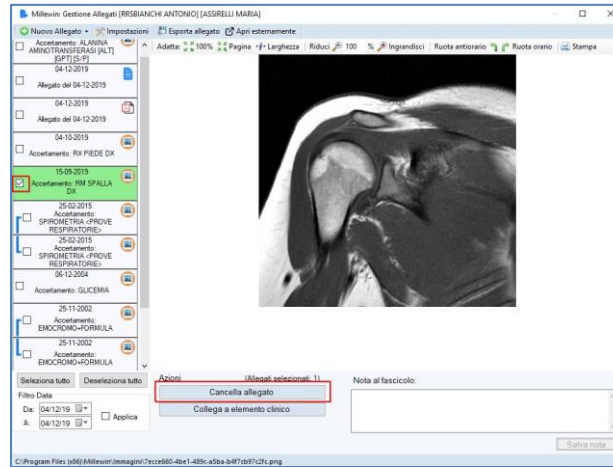 Millewin: Gestione Allegati [RRSBIANCHI ANTONIO] [ASSIRELLI MARIA]
Nuovo Allegato Impostazioni Esporta allegato Apri esternamente
Adatta: 100% Pagina Larghezza Riduci 100 % Ingrandisci Ruota antiorario Ruota orario Stampa
Accertamento: ALANINA
AMINOTRANSFERASI [ALT]
[GPT] [S/P]
04-12-2019
Allegato del 04-12-2019
04-12-2019
Allegato del 04-12-2019
04-10-2019
Accertamento: RX PIEDE DX
15-09-2019
Accertamento: RM SPALLA
DX
25-02-2015
Accertamento:
SPIROMETRIA <PROVE
RESPIRATORIE>
25-02-2015
Accertamento:
SPIROMETRIA <PROVE
RESPIRATORIE>
06-12-2004
Accertamento: GLICEMIA
25-11-2002
Accertamento:
EMOCROMO+FORMULA
25-11-2002
Accertamento:
EMOCROMO+FORMULA
Seleziona tutto Deseleziona tutto
Filtro Data
Da: 04/12/19
A: 04/12/19
Applica
Azioni (Allegati selezionati: 1)
Cancella allegato
Collega a elemento clinico
Nota al fascicolo:
Salva nota
C:\Program Files (x86)\Millewin\Immagini\7ecce660-4be1-489c-a5ba-b4f7cb97c2fc.png